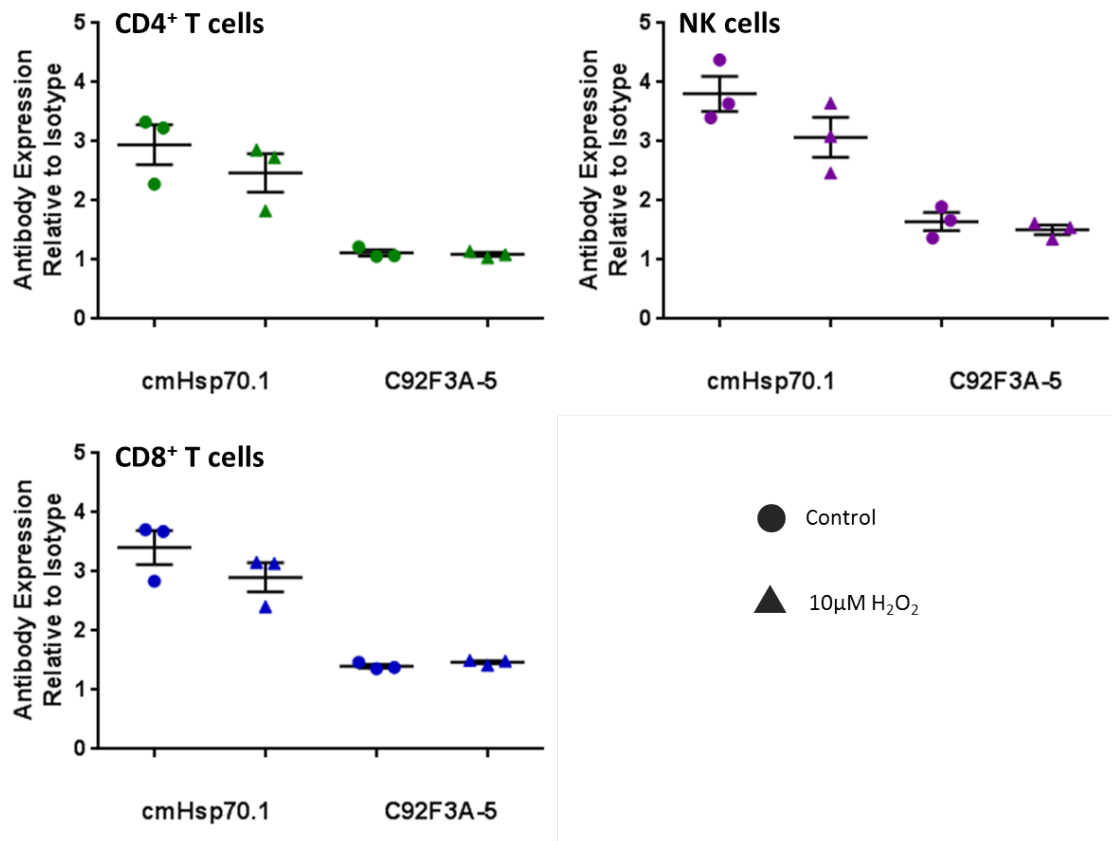 CD4⁺ T cells
Antibody Expression
Relative to Isotype
5
4
3
2
1
0
cmHsp70.1 C92F3A-5
NK cells
Antibody Expression
Relative to Isotype
5
4
3
2
1
0
cmHsp70.1 C92F3A-5
CD8⁺ T cells
Antibody Expression
Relative to Isotype
5
4
3
2
1
0
cmHsp70.1 C92F3A-5
Control
10µM H₂O₂